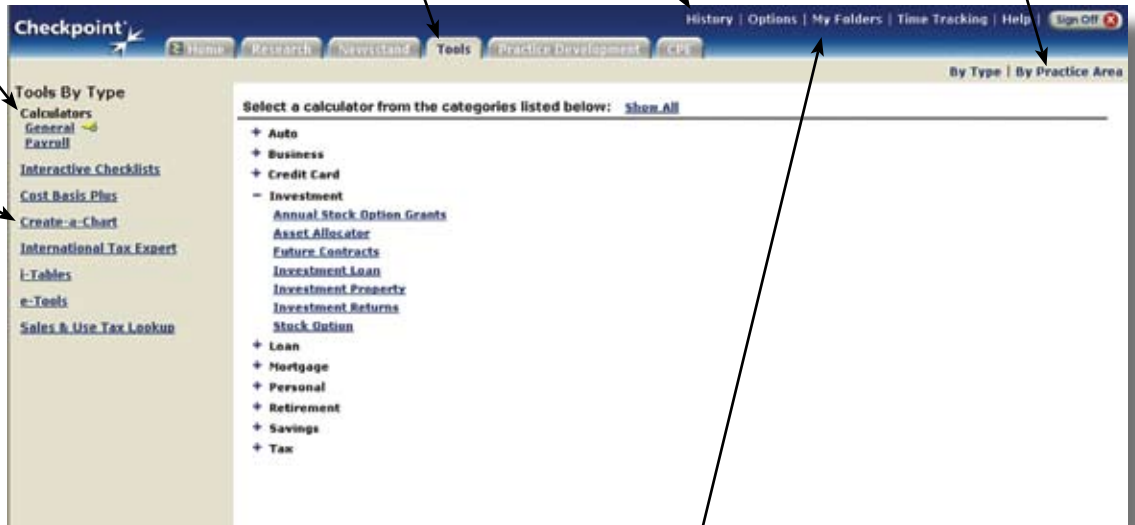 Checkpoint
History | Options | My Folders | Time Tracking | Help | Sign Off
Home Research Newsstand Tools Practice Development CPE
By Type | By Practice Area
Tools By Type
Calculators
General
Payroll
Interactive Checklists
Cost Basis Plus
Create-a-Chart
International Tax Expert
i-Tables
e-Tools
Sales & Use Tax Lookup
Select a calculator from the categories listed below: Show All
+ Auto
+ Business
+ Credit Card
- Investment
Annual Stock Option Grants
Asset Allocator
Future Contracts
Investment Loan
Investment Property
Investment Returns
Stock Option
+ Loan
+ Mortgage
+ Personal
+ Retirement
+ Savings
+ Tax